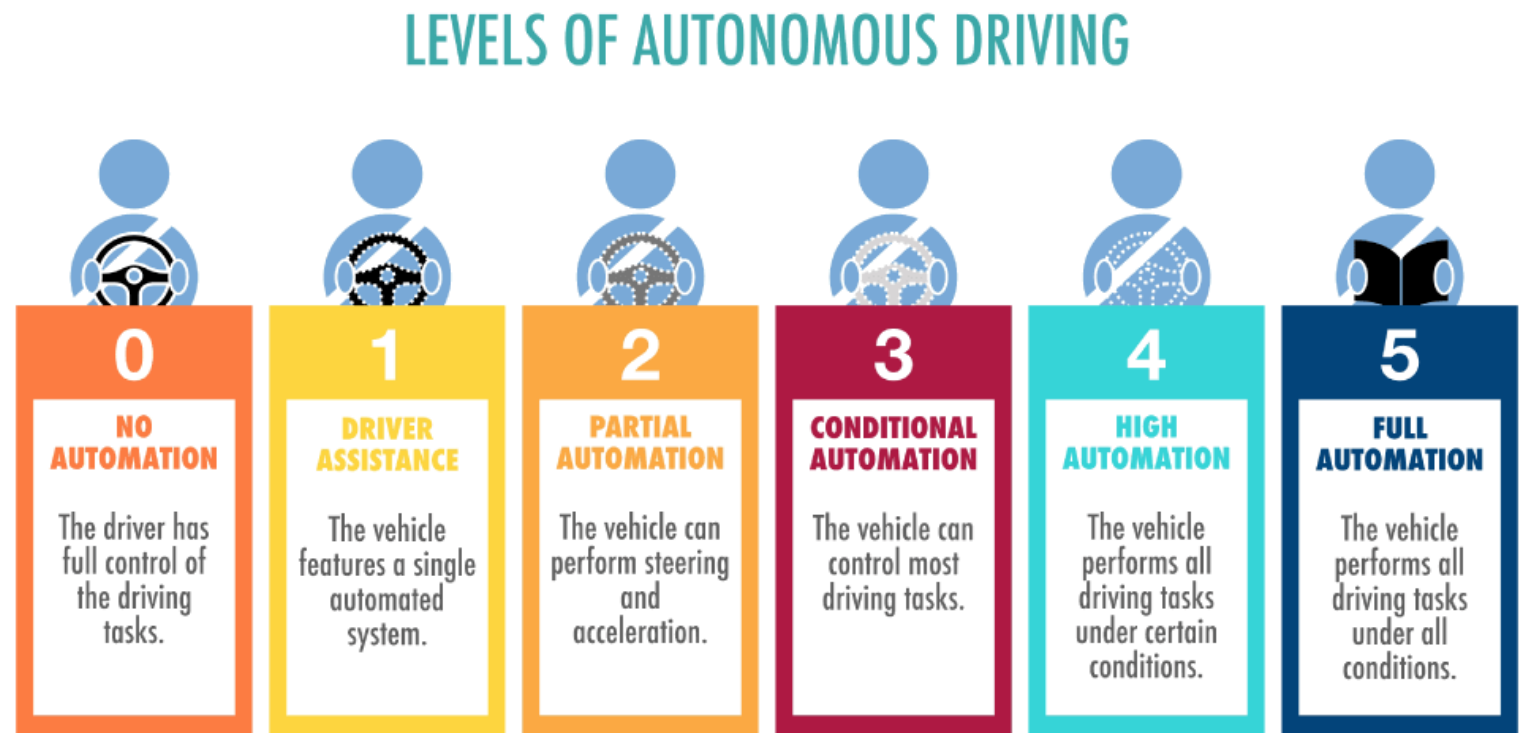 LEVELS OF AUTONOMOUS DRIVING
0
NO
AUTOMATION
The driver has
full control of
the driving
tasks.
1
DRIVER
ASSISTANCE
The vehicle
features a single
automated
system.
2
PARTIAL
AUTOMATION
The vehicle can
perform steering
and
acceleration.
3
CONDITIONAL
AUTOMATION
The vehicle can
control most
driving tasks.
4
HIGH
AUTOMATION
The vehicle
performs all
driving tasks
under certain
conditions.
5
FULL
AUTOMATION
The vehicle
performs all
driving tasks
under all
conditions.